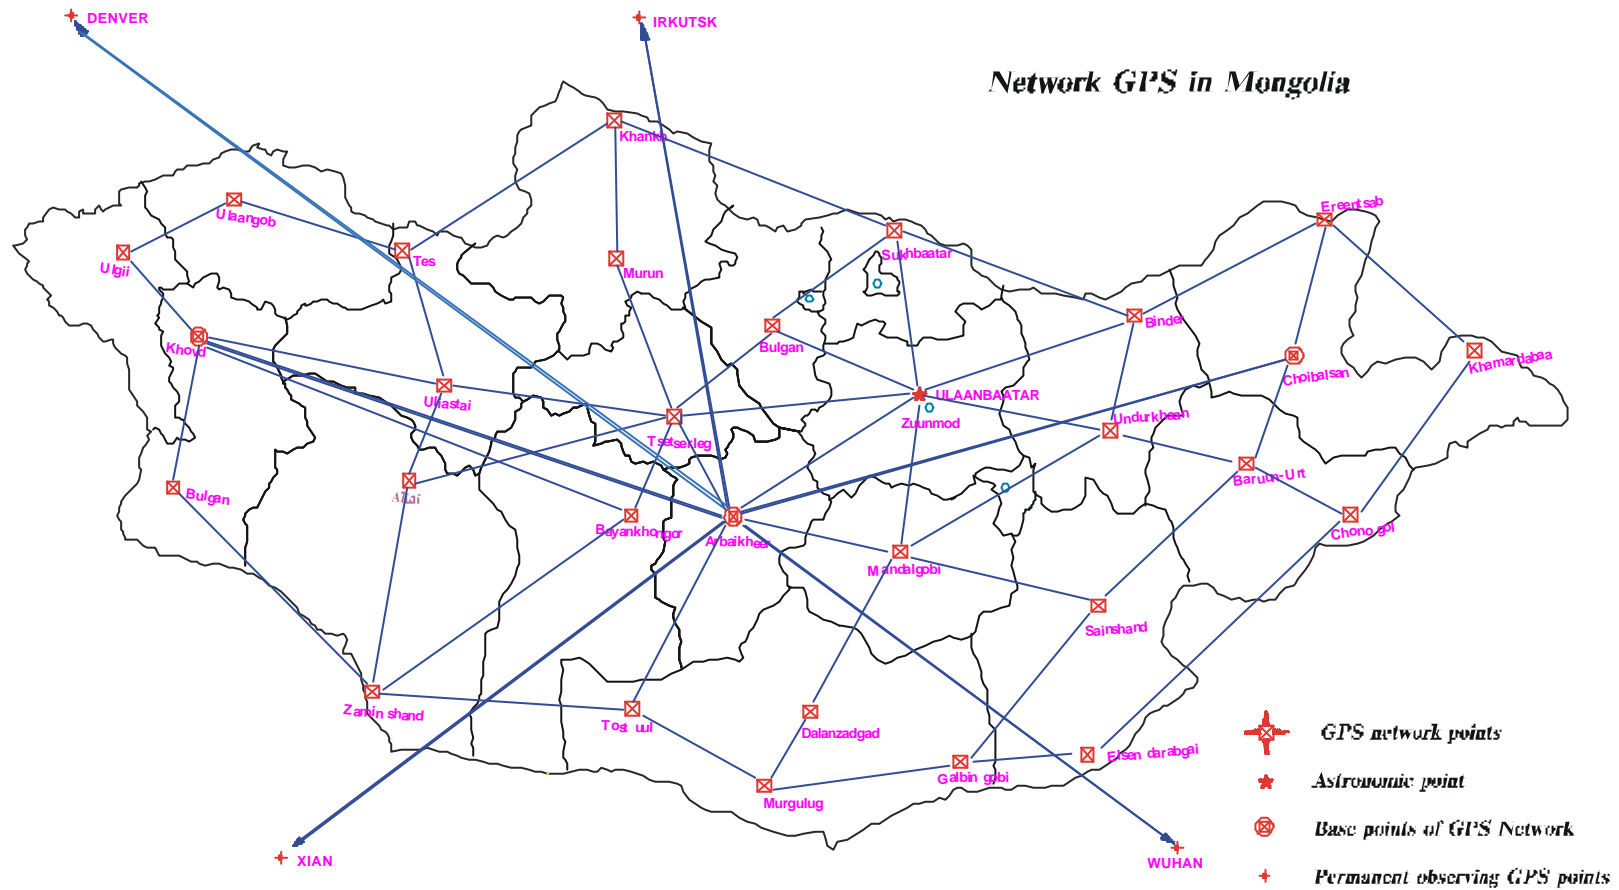 DENVER
IRKUTSK
Network GPS in Mongolia
Khankh
Ereentsab
Ulaangob
Sukhbaatar
Tes
Ulgii
Murun
Binder
Bulgan
Khovd
Khamardabaa
Choibalsan
Uliastai
ULAANBAATAR
Zuunmod
Undurkhaan
Tsetserleg
Baruun-Urt
Altai
Bulgan
Bayankhongor
Arbaikheer
Chono gol
Mandalgobi
Sainshand
Zamin shand
Tost uul
Dalanzadgad
Galbin gobi
Elsen darabgai
Murgulug
GPS network points
Astronomic point
Base points of GPS Network
XIAN
WUHAN
Permanent observing GPS points